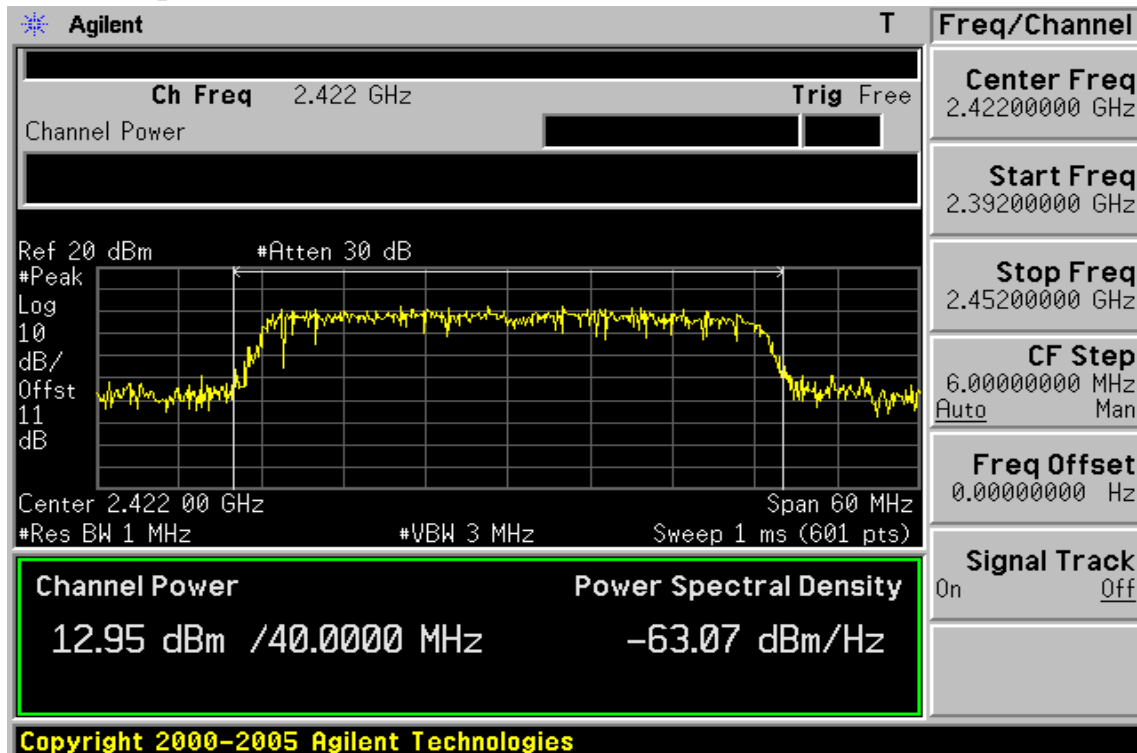 Agilent T
Ch Freq 2.422 GHz Trig Free
Channel Power
Ref 20 dBm #Atten 30 dB
#Peak
Log
10
dB/
Offst
11
dB
Center 2.422 00 GHz Span 60 MHz
#Res BW 1 MHz #VBW 3 MHz Sweep 1 ms (601 pts)
Channel Power Power Spectral Density
12.95 dBm /40.0000 MHz -63.07 dBm/Hz
Copyright 2000-2005 Agilent Technologies
Freq/Channel
Center Freq
2.42200000 GHz
Start Freq
2.39200000 GHz
Stop Freq
2.45200000 GHz
CF Step
6.00000000 MHz
Auto Man
Freq Offset
0.00000000 Hz
Signal Track
On Off